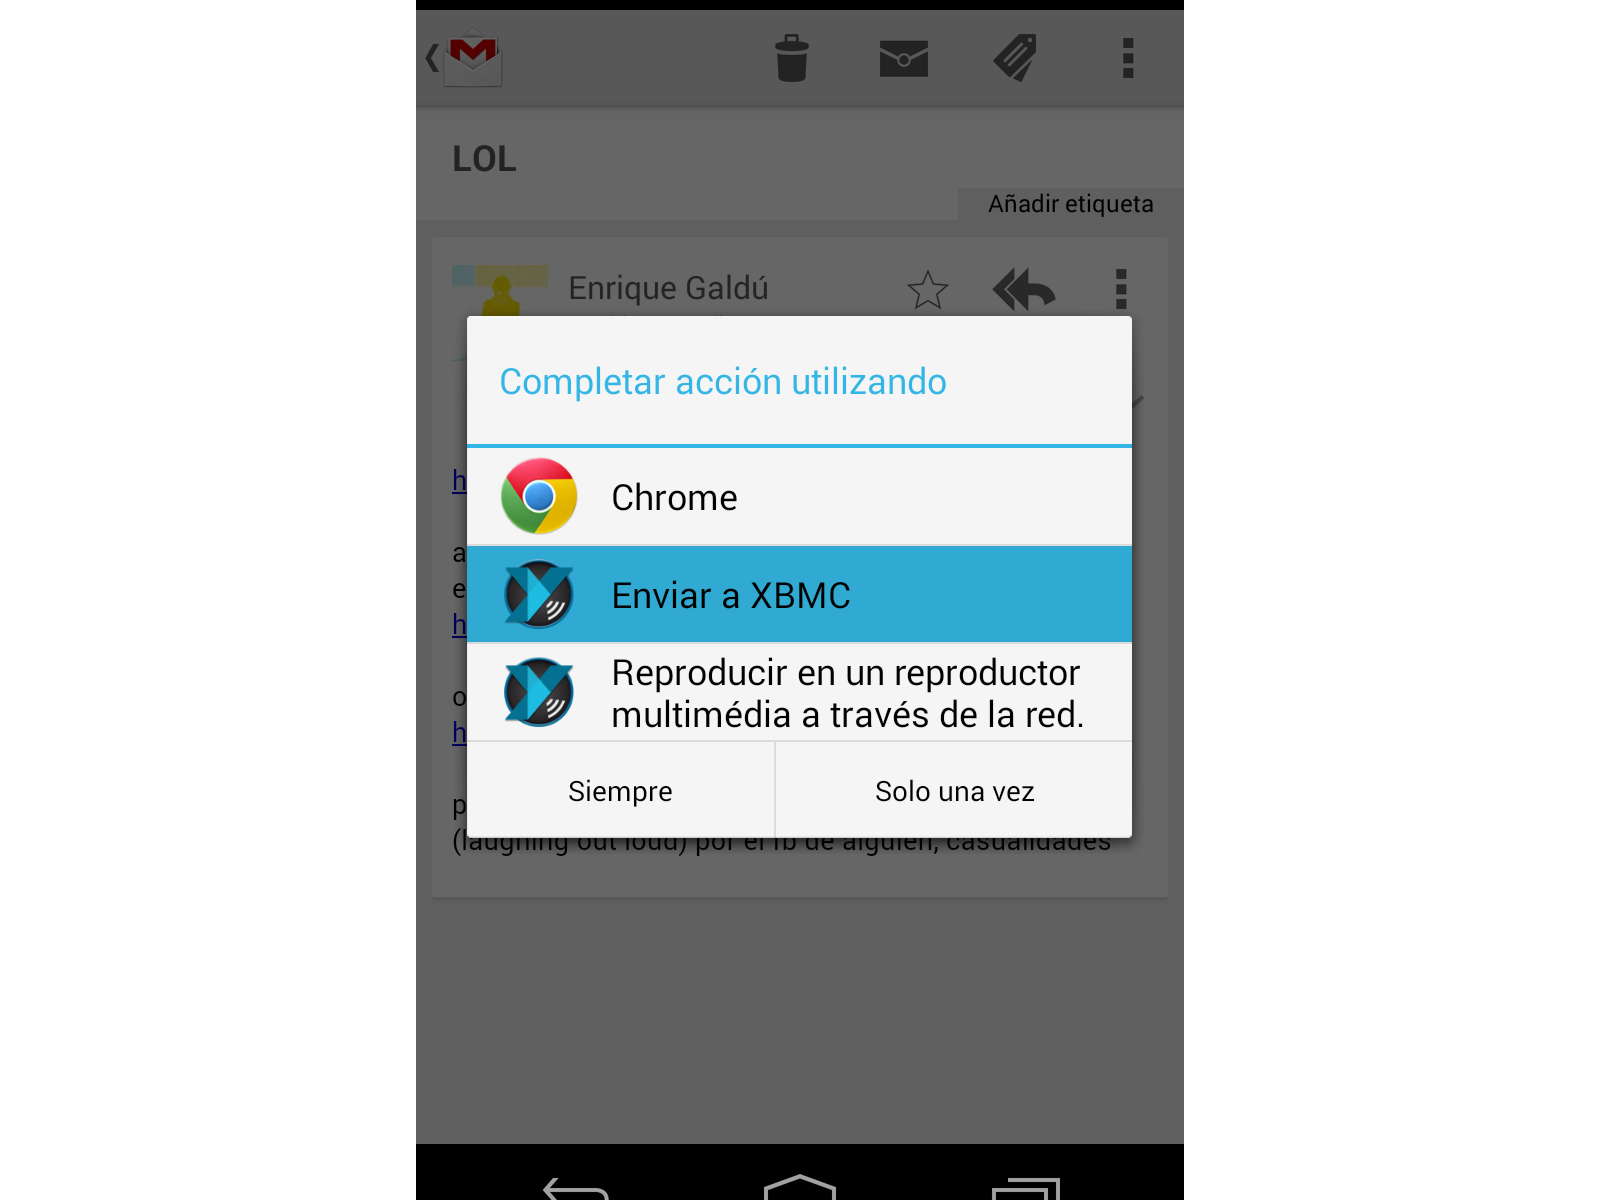 LOL
Añadir etiqueta
Enrique Galdú
Completar acción utilizando
h
Chrome
a
e
Enviar a XBMC
h
o
Reproducir en un reproductor
multimédia a través de la red.
h
p
Siempre
Solo una vez
(laughing out loud) por el fb de alguien, casualidades